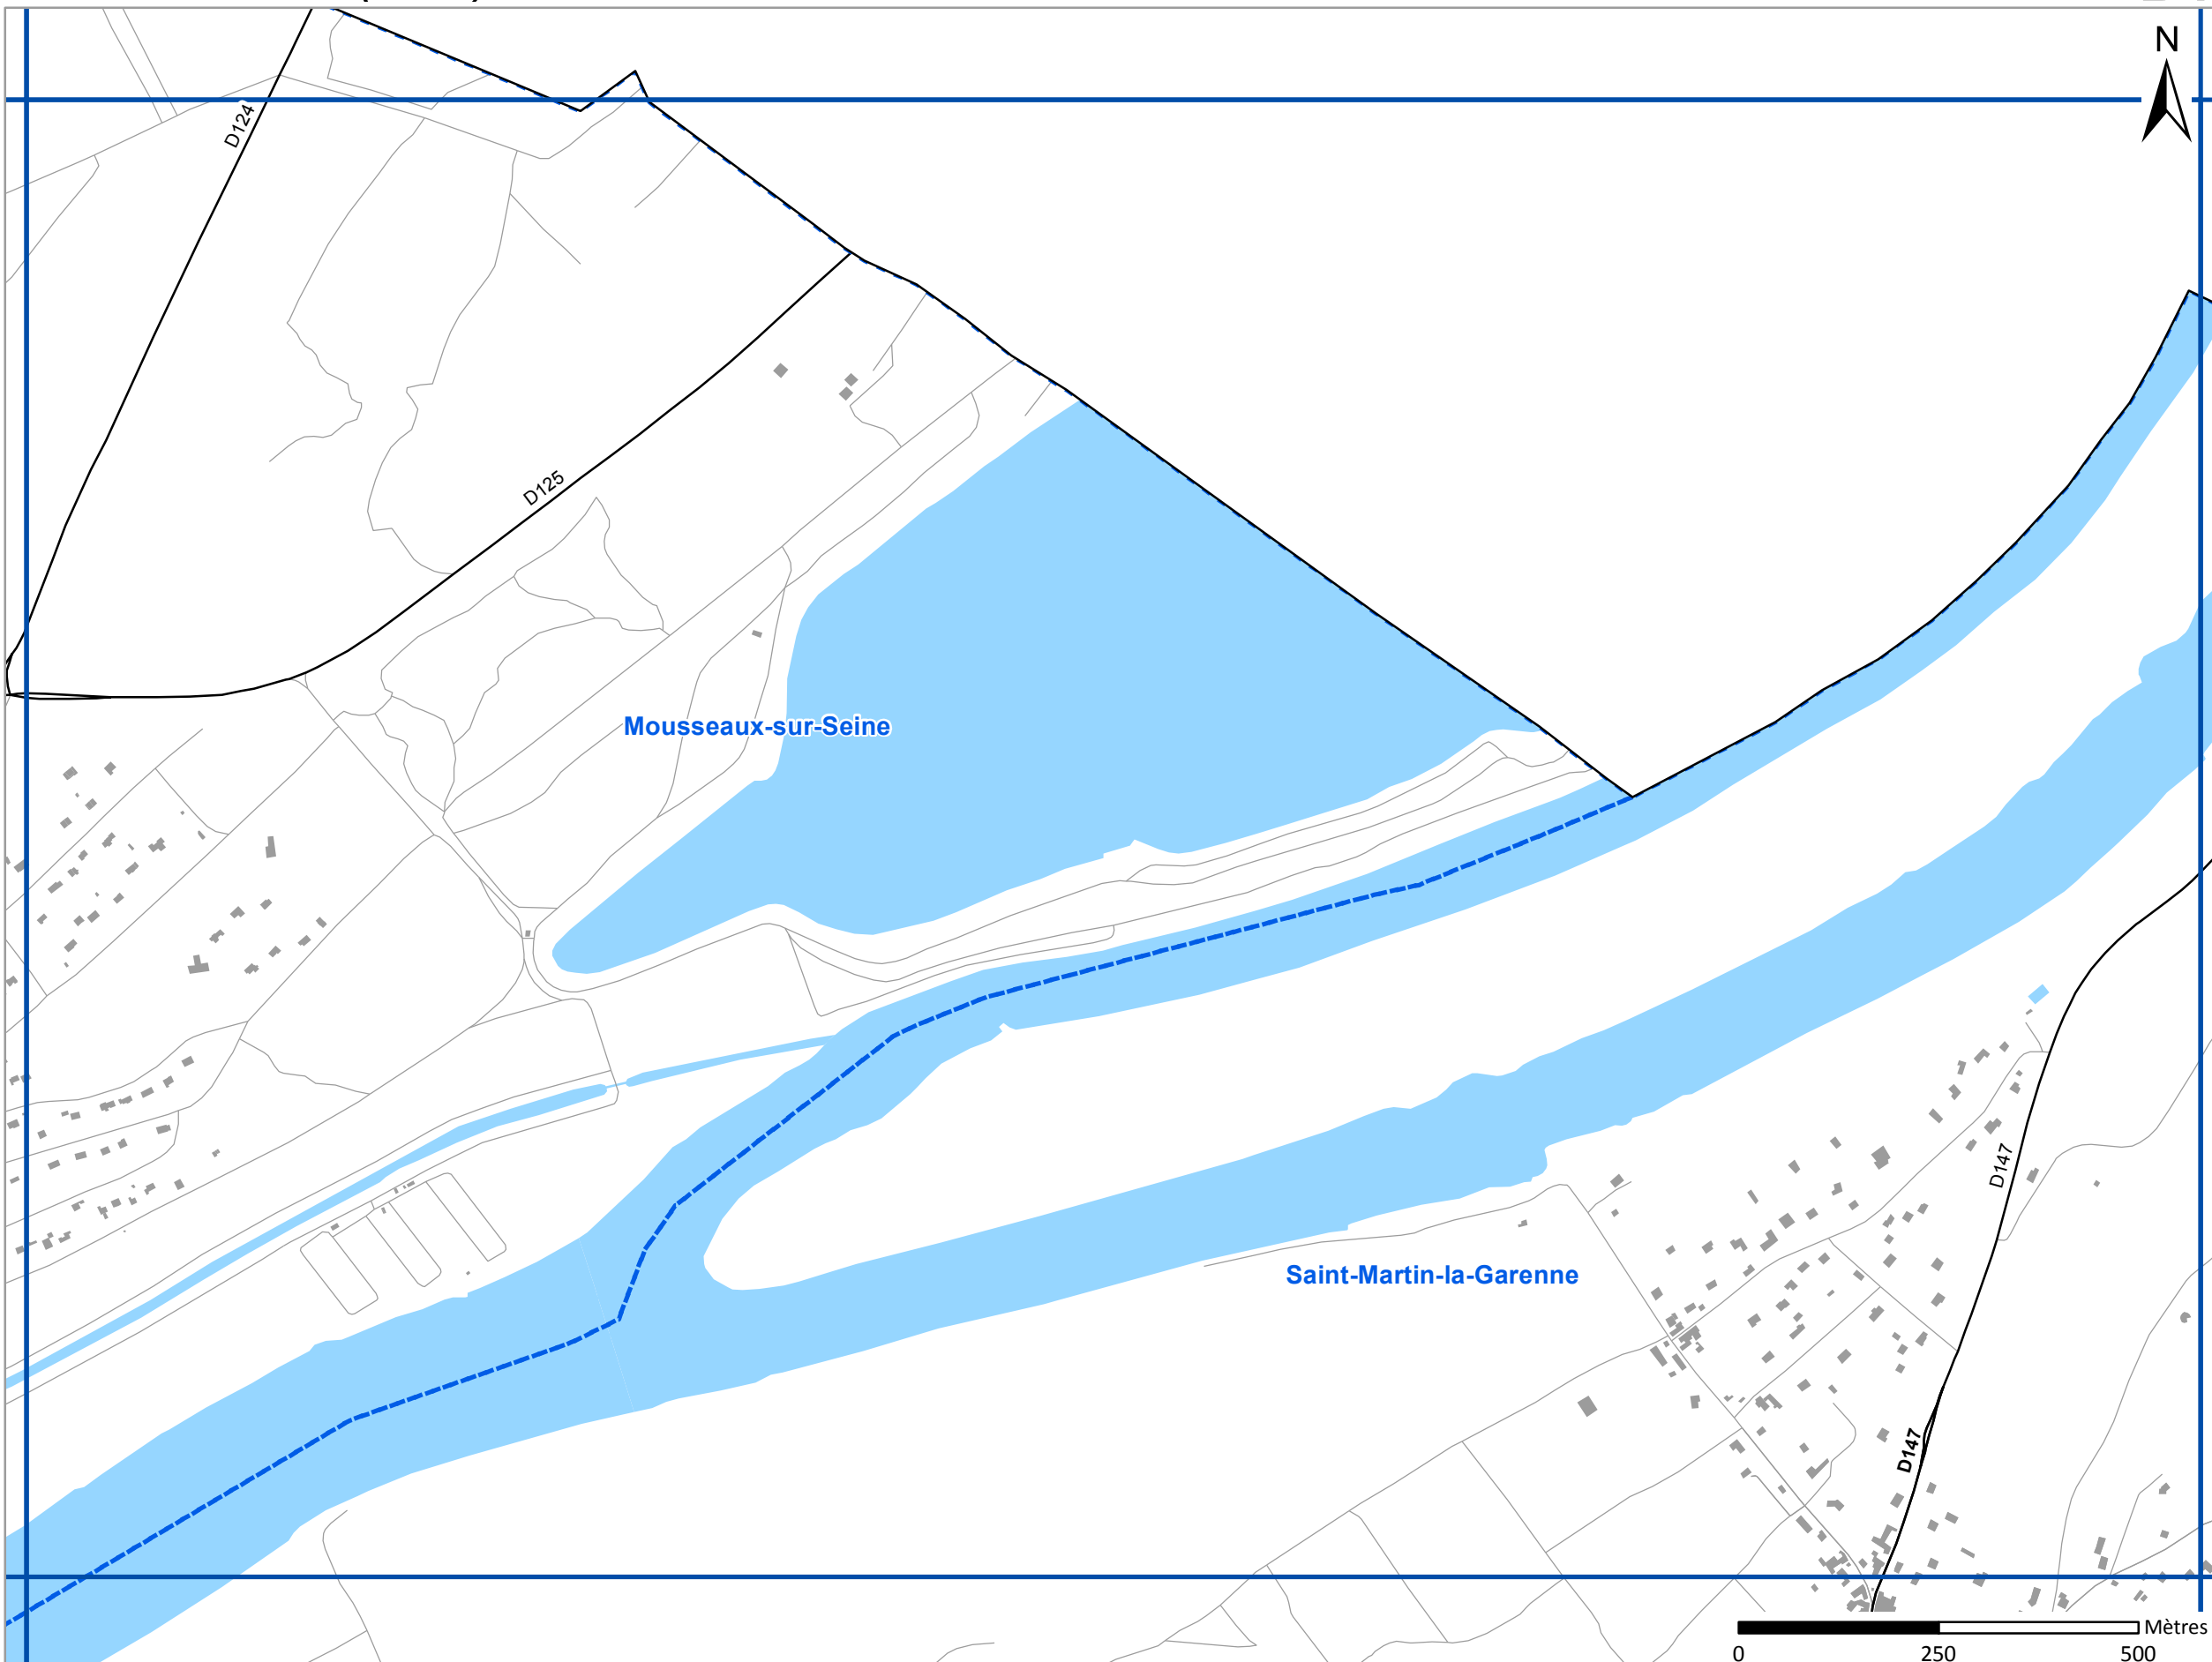 N
D124
D125
Mousseaux-sur-Seine
D147
Saint-Martin-la-Garenne
D147
Mètres
0 250 500